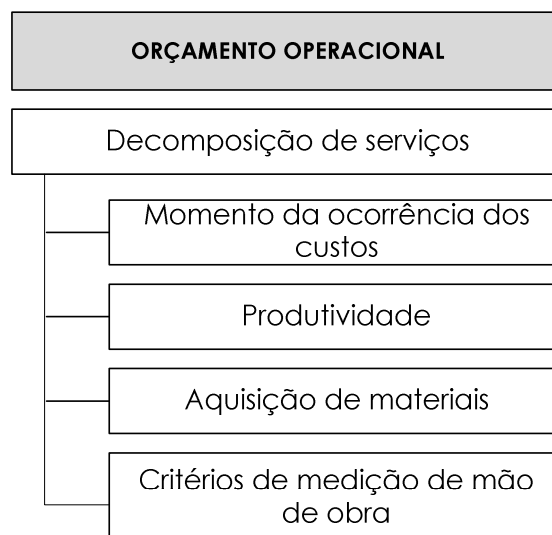 ORÇAMENTO OPERACIONAL
Decomposição de serviços
Momento da ocorrência dos
custos
Produtividade
Aquisição de materiais
Critérios de medição de mão
de obra